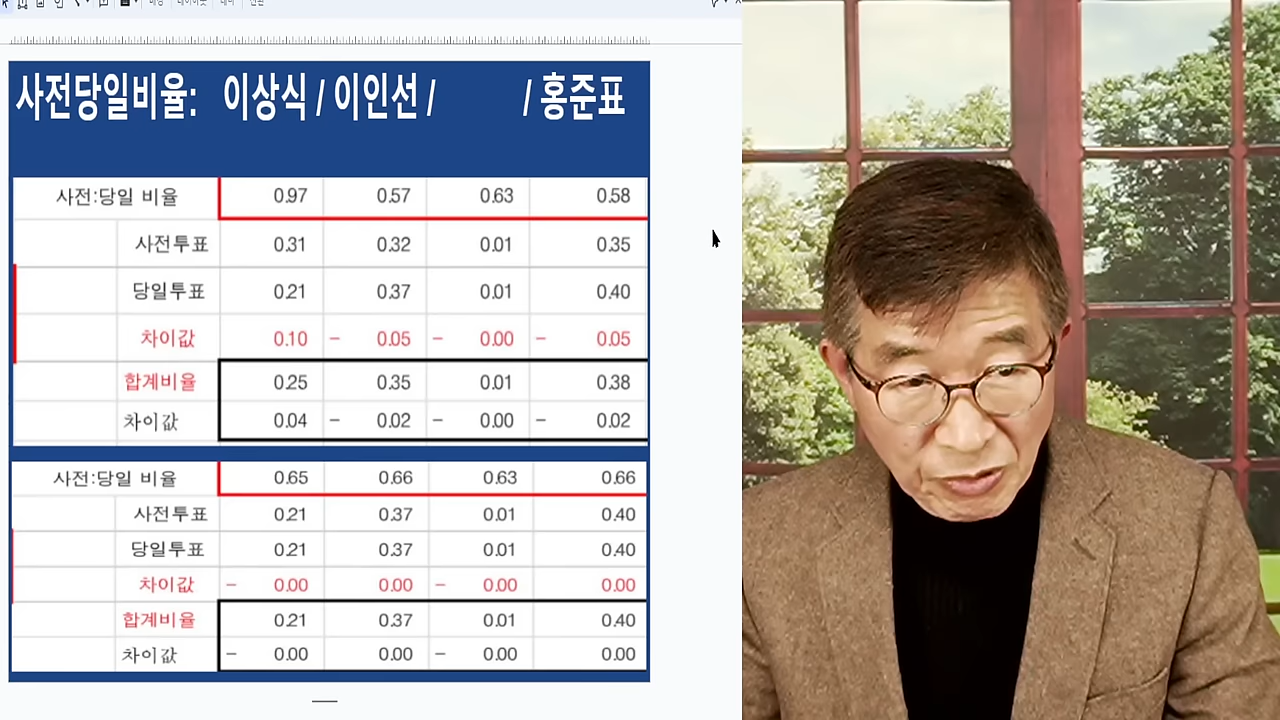 사전당일비율: 이상식 / 이인선 / / 홍준표
사전:당일 비율 0.97 0.57 0.63 0.58
사전투표 0.31 0.32 0.01 0.35
당일투표 0.21 0.37 0.01 0.40
차이값 0.10 - 0.05 - 0.00 - 0.05
합계비율 0.25 0.35 0.01 0.38
차이값 0.04 - 0.02 - 0.00 - 0.02
사전:당일 비율 0.65 0.66 0.63 0.66
사전투표 0.21 0.37 0.01 0.40
당일투표 0.21 0.37 0.01 0.40
차이값 - 0.00 0.00 - 0.00 0.00
합계비율 0.21 0.37 0.01 0.40
차이값 - 0.00 0.00 - 0.00 0.00